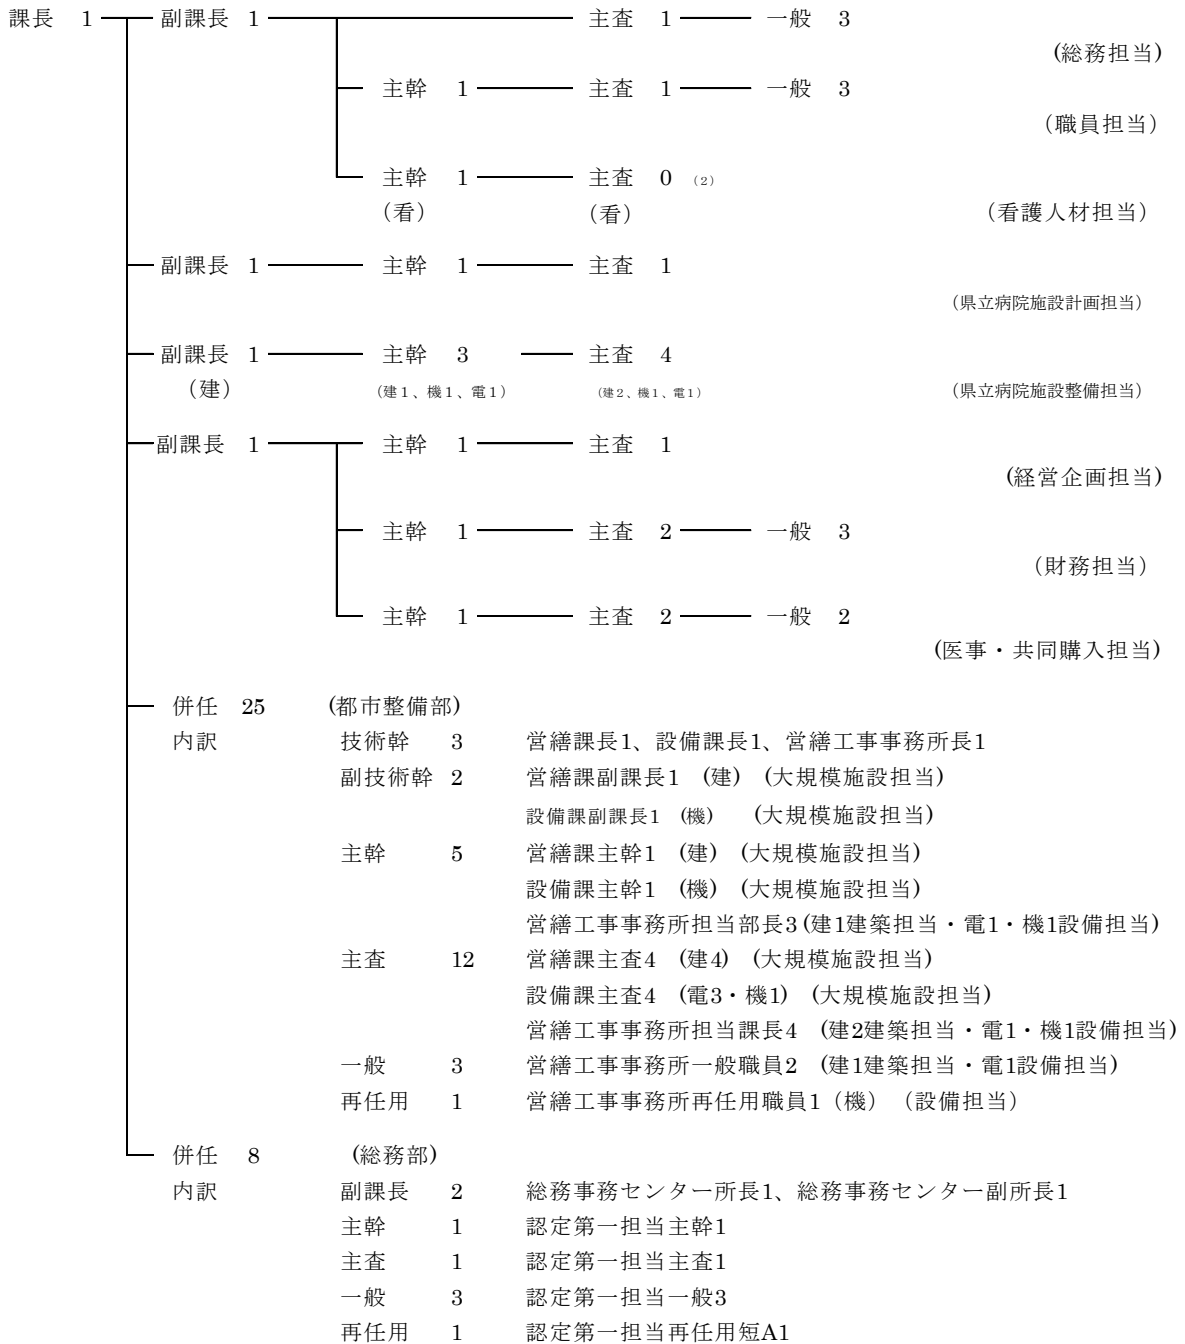 課長 1 副課長 1 主査 1 一般 3
(総務担当)
主幹 1 主査 1 一般 3
(職員担当)
主幹 1 主査 0 (2)
(看) (看) (看護人材担当)
副課長 1 主幹 1 主査 1
(県立病院施設計画担当)
副課長 1 主幹 3 主査 4
(建) (建1、機1、電1) (建2、機1、電1) (県立病院施設整備担当)
副課長 1 主幹 1 主査 1
(経営企画担当)
主幹 1 主査 2 一般 3
(財務担当)
主幹 1 主査 2 一般 2
(医事・共同購入担当)
併任 25 (都市整備部)
内訳 技術幹 3 営繕課長1、設備課長1、営繕工事事務所長1
副技術幹 2 営繕課副課長1 (建) (大規模施設担当)
設備課副課長1 (機) (大規模施設担当)
主幹 5 営繕課主幹1 (建) (大規模施設担当)
設備課主幹1 (機) (大規模施設担当)
営繕工事事務所担当部長3(建1建築担当・電1・機1設備担当)
主査 12 営繕課主査4 (建4) (大規模施設担当)
設備課主査4 (電3・機1) (大規模施設担当)
営繕工事事務所担当課長4 (建2建築担当・電1・機1設備担当)
一般 3 営繕工事事務所一般職員2 (建1建築担当・電1設備担当)
再任用 1 営繕工事事務所再任用職員1(機) (設備担当)
併任 8 (総務部)
内訳 副課長 2 総務事務センター所長1、総務事務センター副所長1
主幹 1 認定第一担当主幹1
主査 1 認定第一担当主査1
一般 3 認定第一担当一般3
再任用 1 認定第一担当再任用短A1